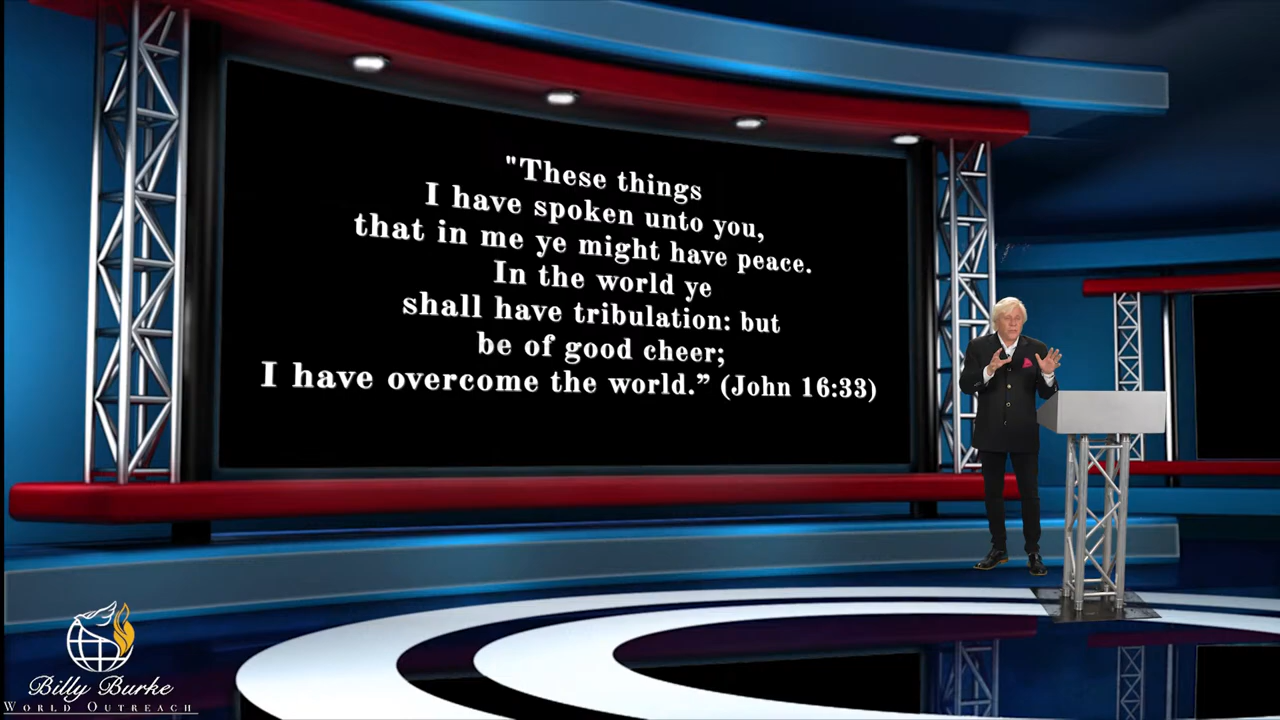 "These things
I have spoken unto you,
that in me ye might have peace.
In the world ye
shall have tribulation: but
be of good cheer;
I have overcome the world.” (John 16:33)
Billy Burke
WORLD OUTREACH